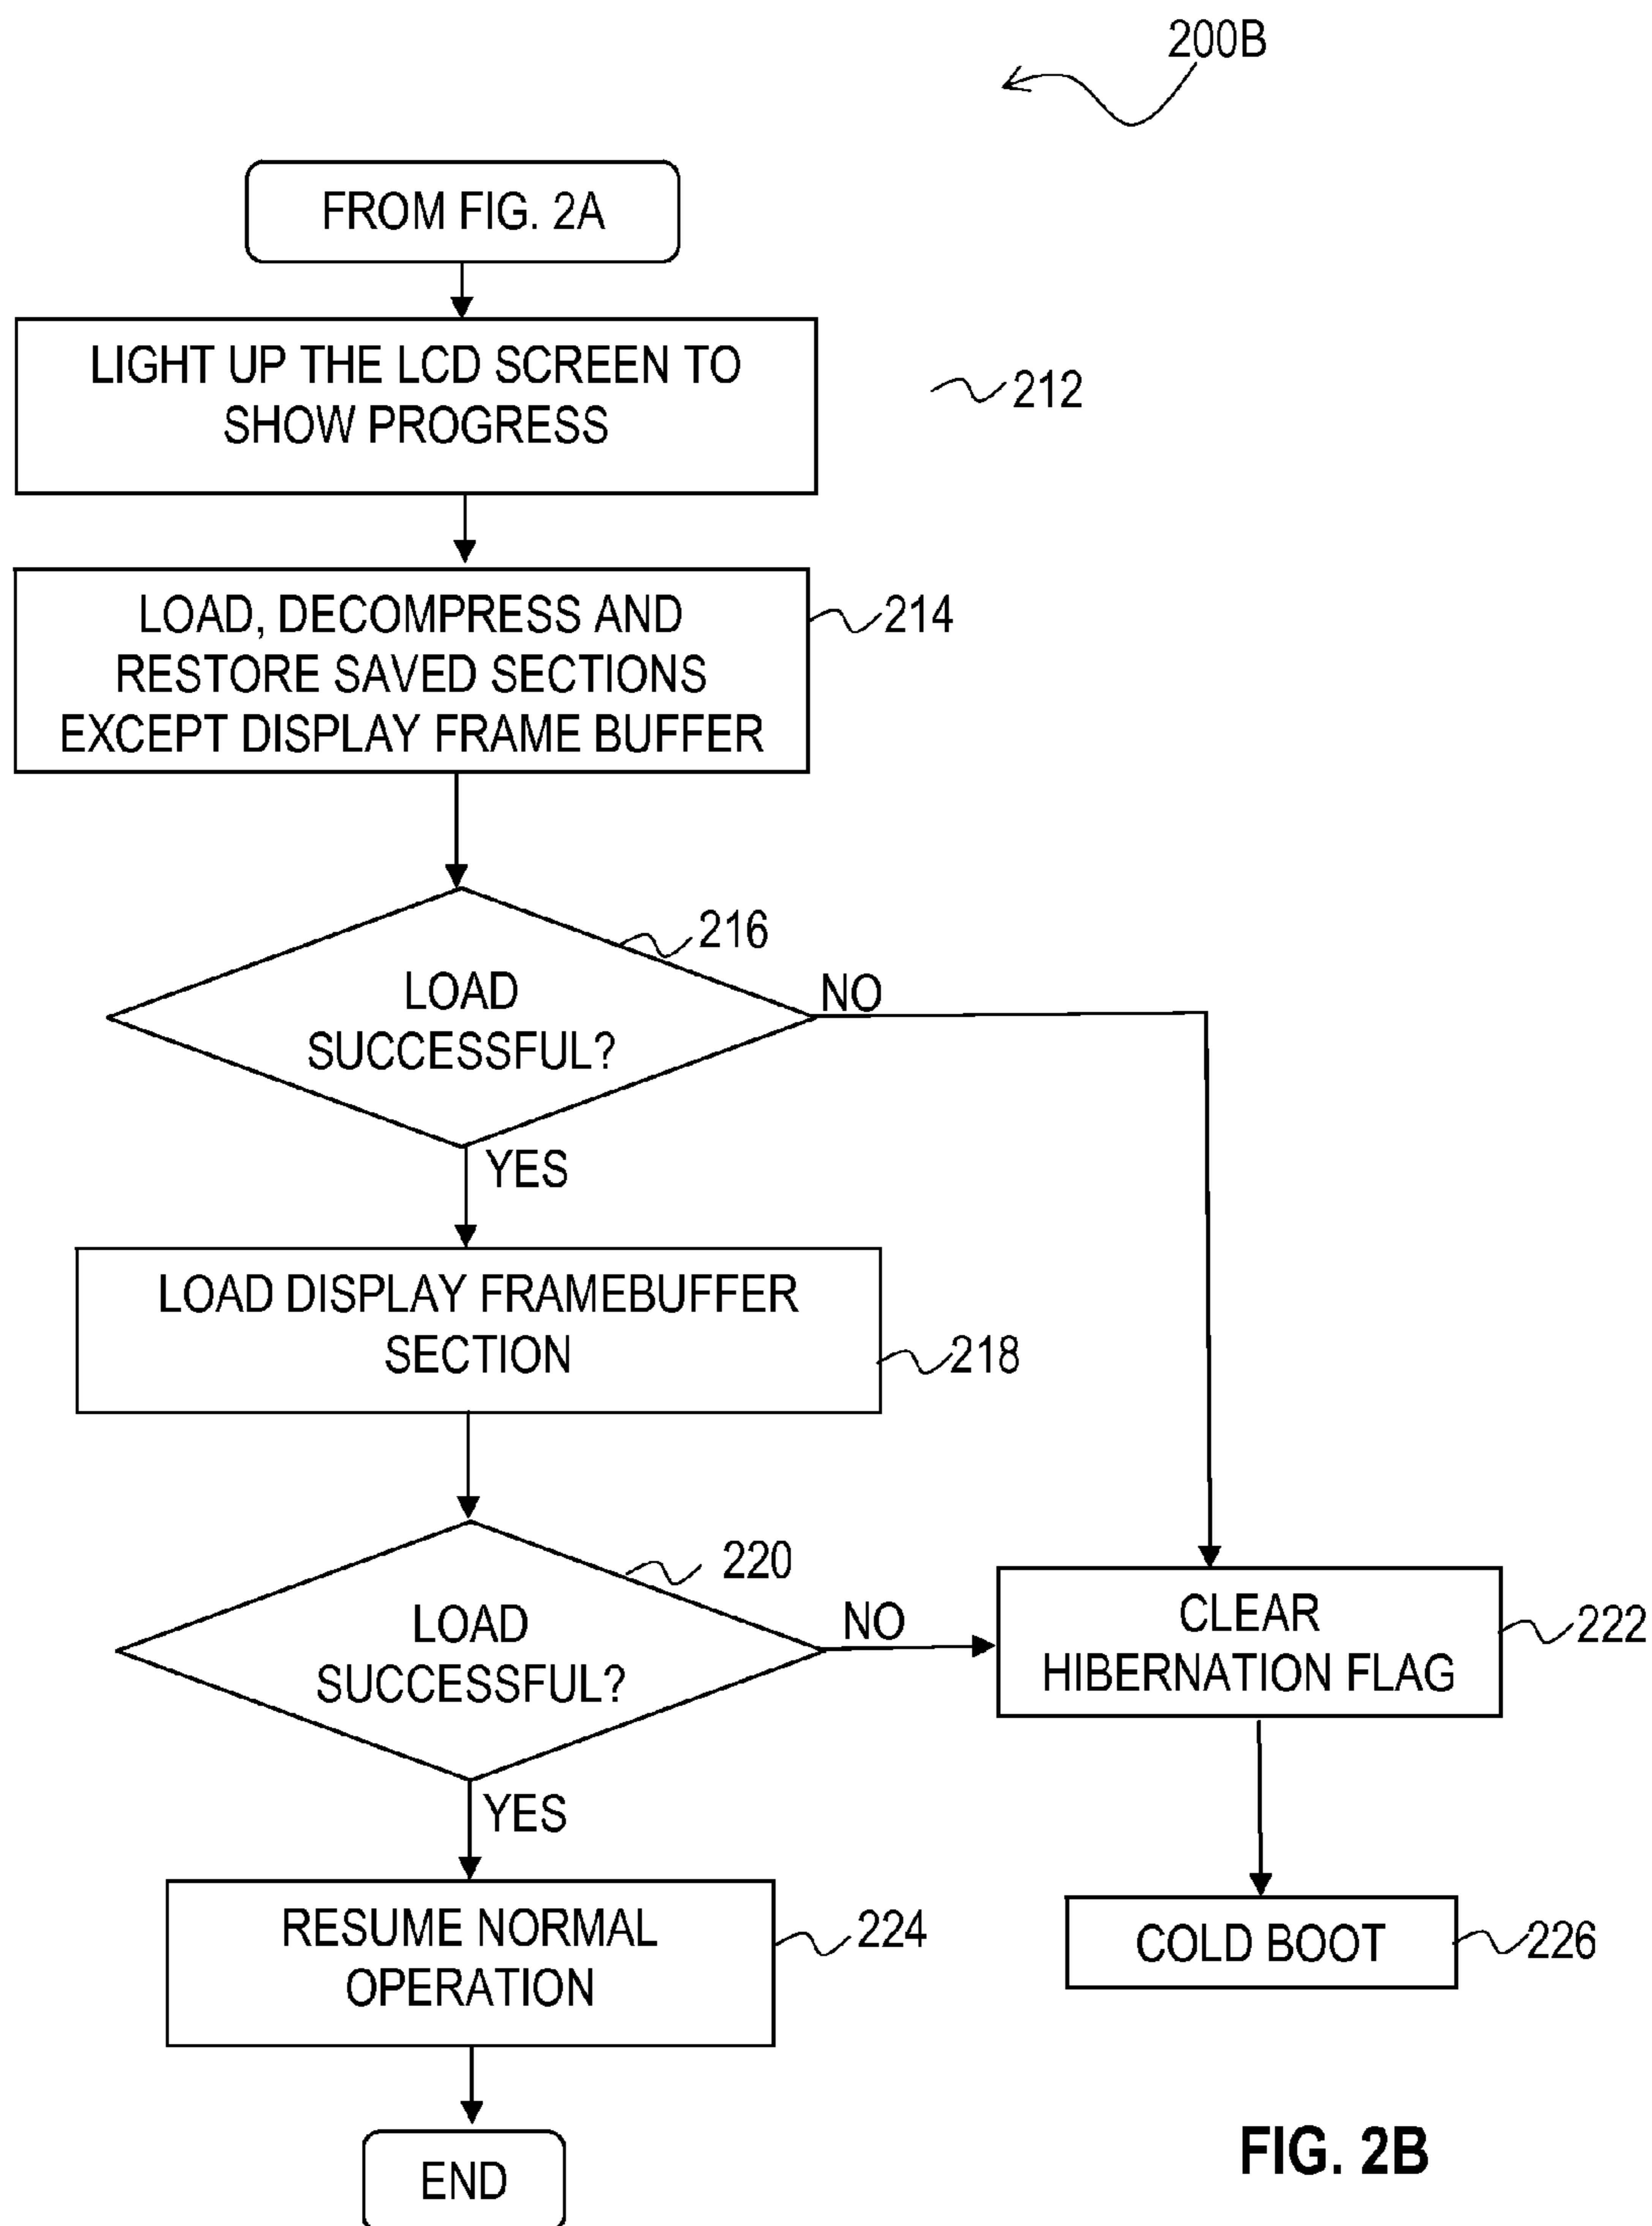 200B
FROM FIG. 2A
LIGHT UP THE LCD SCREEN TO
SHOW PROGRESS
212
LOAD, DECOMPRESS AND
RESTORE SAVED SECTIONS
EXCEPT DISPLAY FRAME BUFFER
214
216
LOAD
SUCCESSFUL?
NO
YES
LOAD DISPLAY FRAMEBUFFER
SECTION
218
220
LOAD
SUCCESSFUL?
NO
CLEAR
HIBERNATION FLAG
222
YES
RESUME NORMAL
OPERATION
224
COLD BOOT
226
END
FIG. 2B